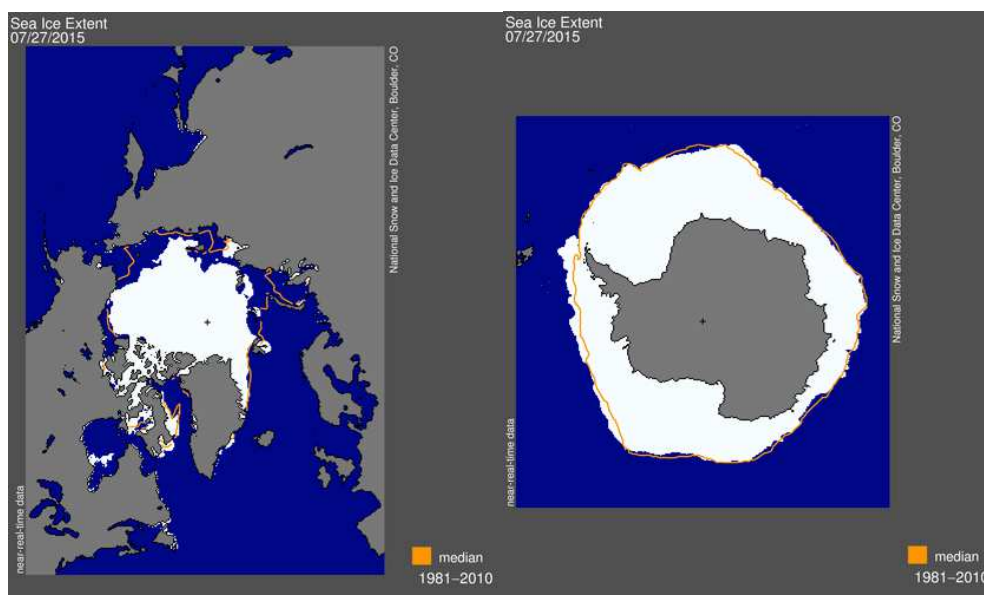 Sea Ice Extent
07/27/2015
National Snow and Ice Data Center, Boulder, CO
near-real-time data
median
1981–2010
Sea Ice Extent
07/27/2015
National Snow and Ice Data Center, Boulder, CO
near-real-time data
median
1981–2010